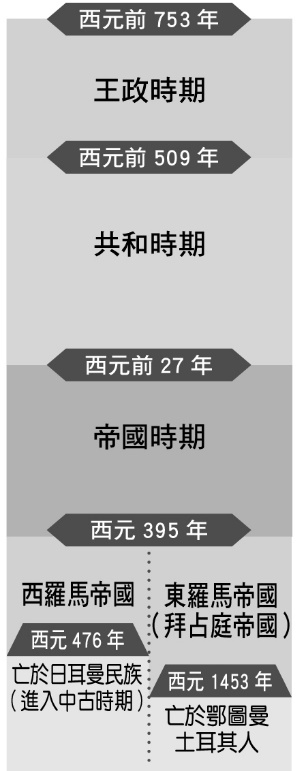 西元前 753 年
王政時期
西元前 509 年
共和時期
西元前 27 年
帝國時期
西元 395 年
西羅馬帝國
西元 476 年
亡於日耳曼民族
（進入中古時期）
東羅馬帝國
（拜占庭帝國）
西元 1453 年
亡於鄂圖曼
土耳其人